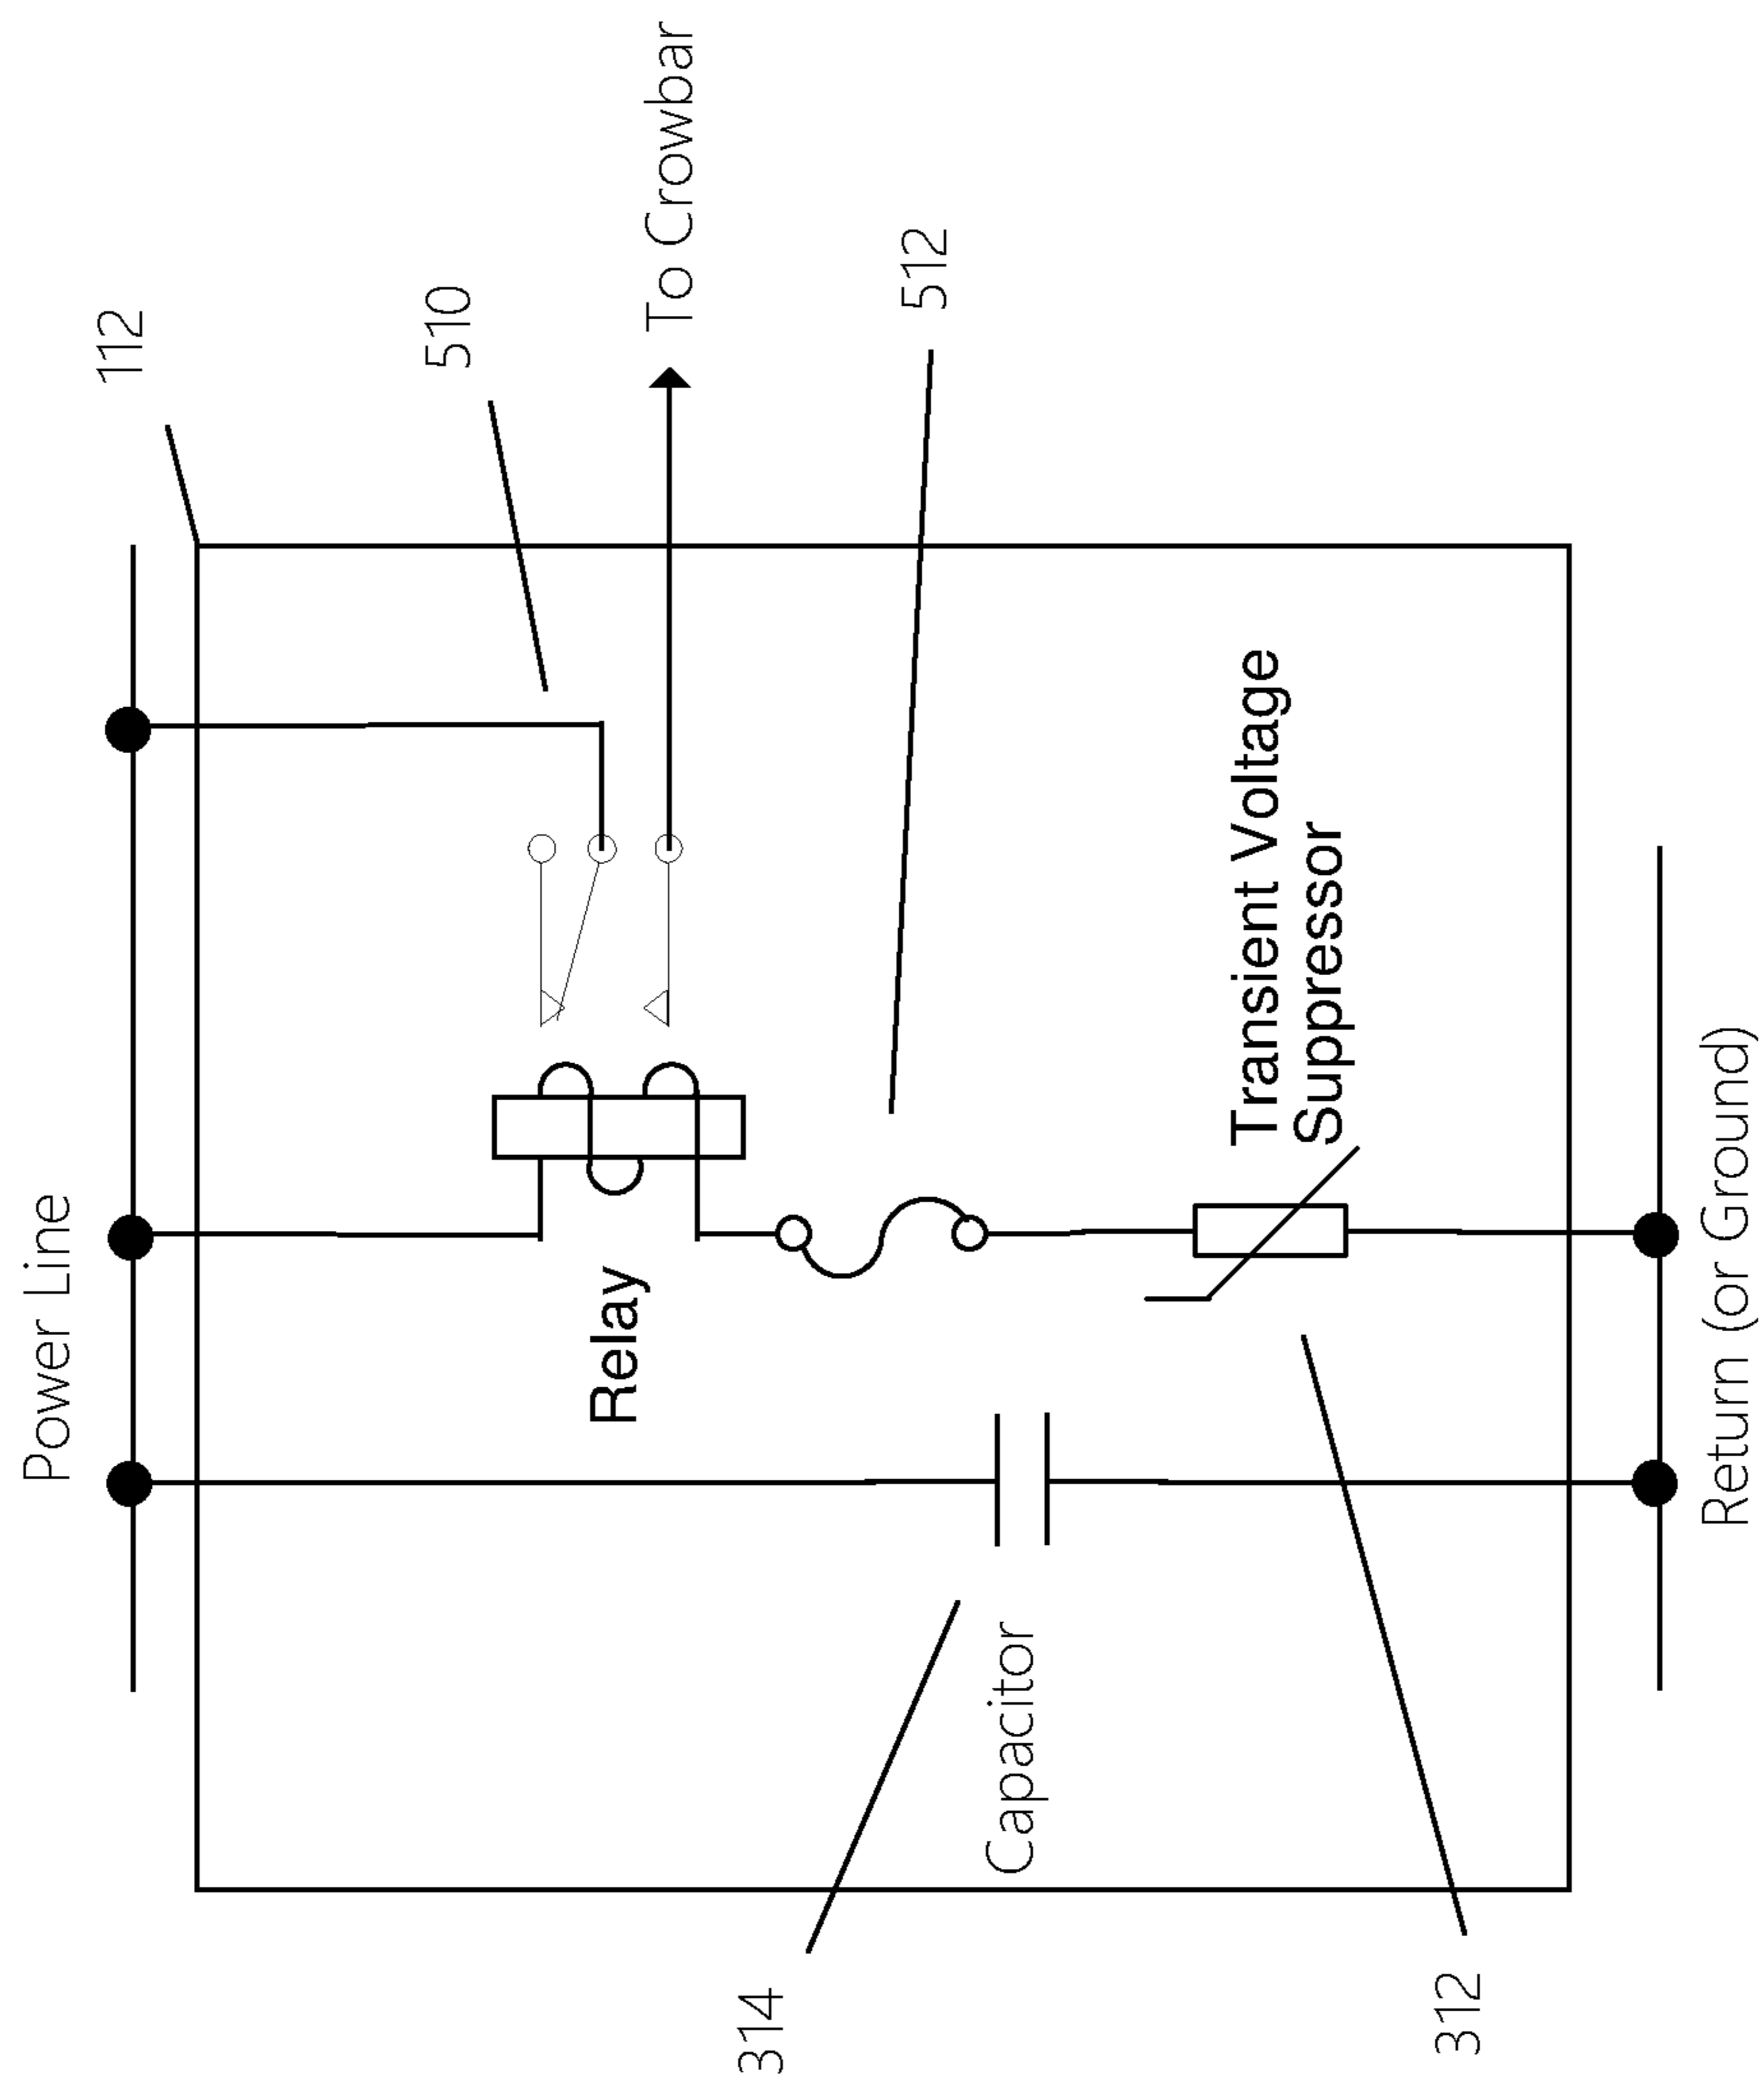 Power Line
112
510
To Crowbar
512
Relay
Transient Voltage
Suppressor
Capacitor
314
312
Return (or Ground)